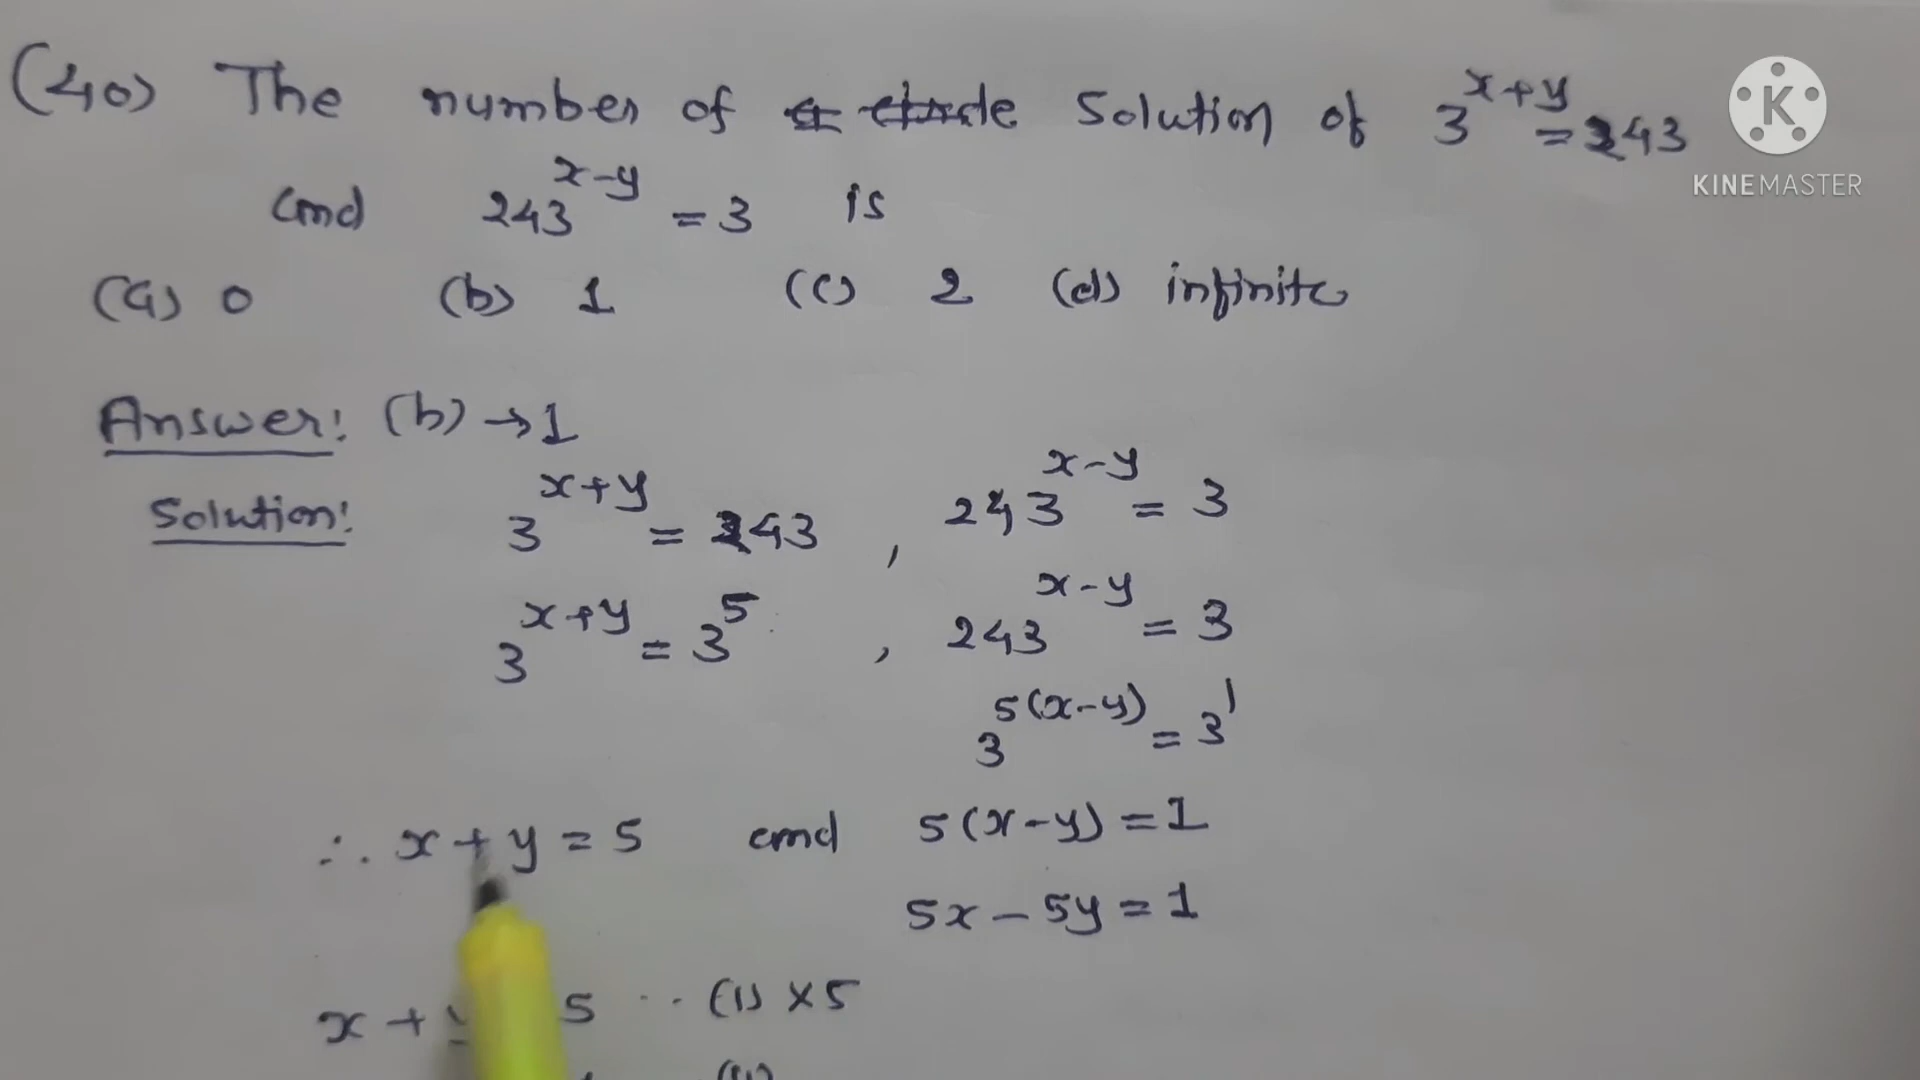 (40) The number of solution of 3^{x+y} = 243
and 243^{x-y} = 3 is
(a) 0 (b) 1 (c) 2 (d) infinite
Answer: (b) → 1
Solution: 3^{x+y} = 243 , 243^{x-y} = 3
3^{x+y} = 3^5 , 243^{x-y} = 3
3^{5(x-y)} = 3^1
∴ x + y = 5 and 5(x-y) = 1
5x - 5y = 1
x + 5 .. (1) × 5
K
KINEMASTER